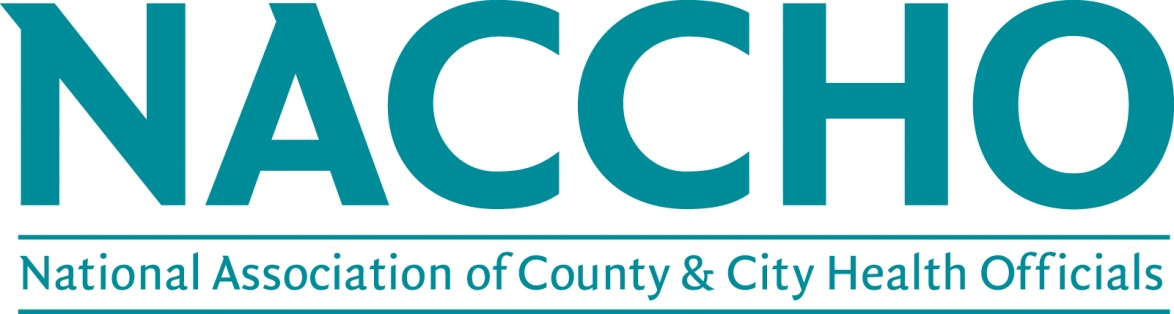 NACCHO
National Association of County & City Health Officials